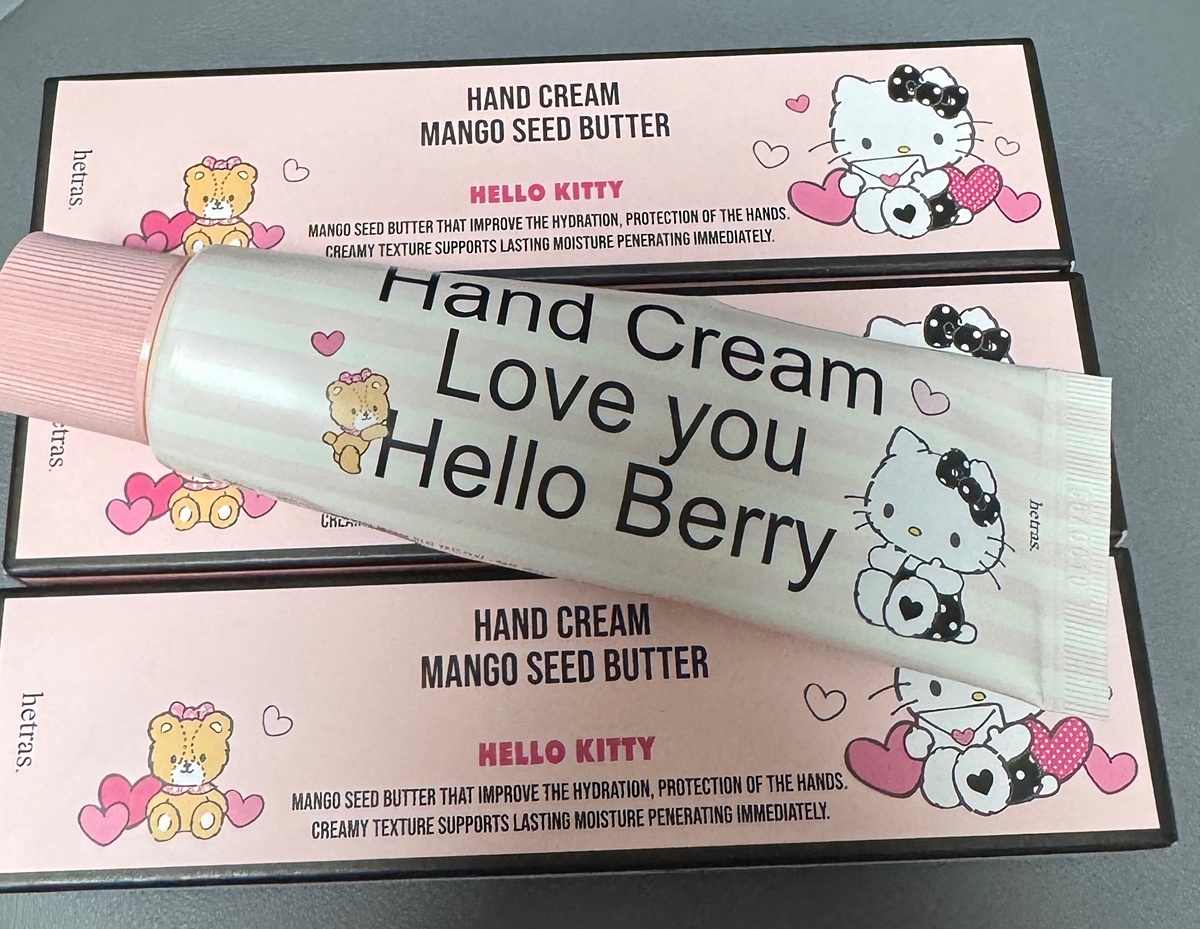 HAND CREAM
MANGO SEED BUTTER
hetras.
HELLO KITTY
MANGO SEED BUTTER THAT IMPROVE THE HYDRATION, PROTECTION OF THE HANDS.
CREAMY TEXTURE SUPPORTS LASTING MOISTURE PENERATING IMMEDIATELY.
Hand Cream
Love you
Hello Berry
hetras.
HAND CREAM
MANGO SEED BUTTER
hetras.
HELLO KITTY
MANGO SEED BUTTER THAT IMPROVE THE HYDRATION, PROTECTION OF THE HANDS.
CREAMY TEXTURE SUPPORTS LASTING MOISTURE PENERATING IMMEDIATELY.